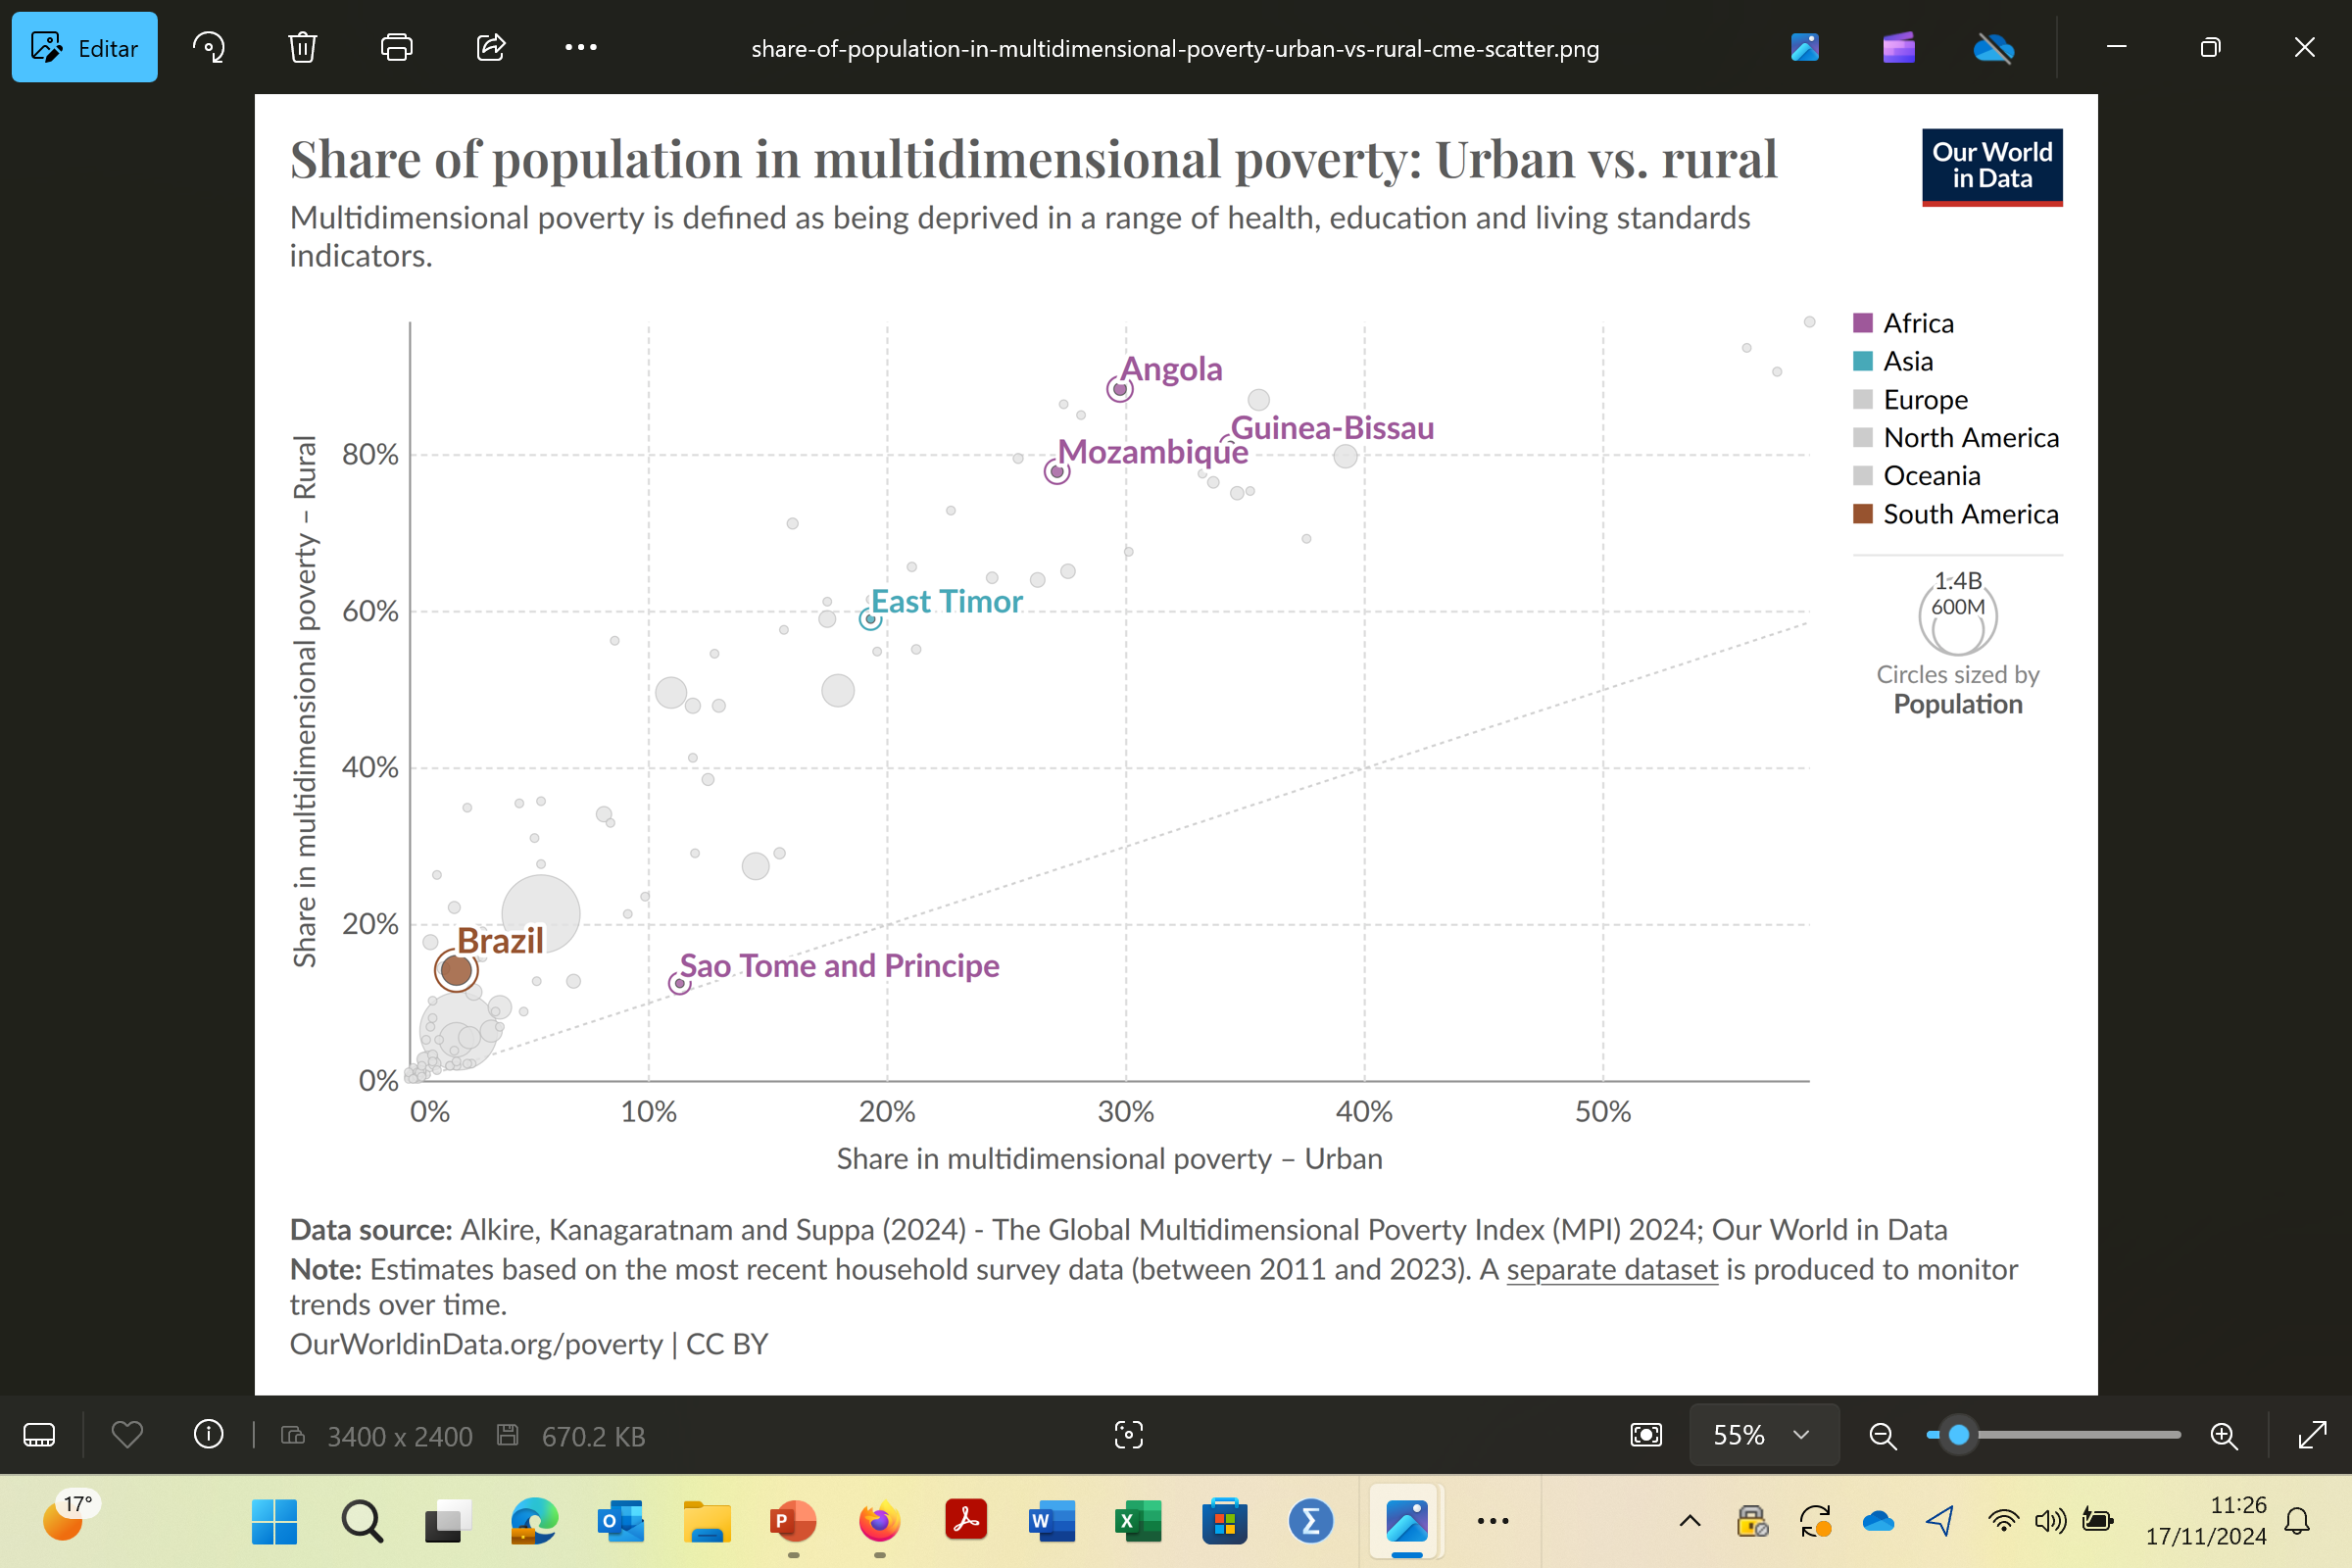 Editar
share-of-population-in-multidimensional-poverty-urban-vs-rural-cme-scatter.png
Share of population in multidimensional poverty: Urban vs. rural
Our World
in Data
Multidimensional poverty is defined as being deprived in a range of health, education and living standards
indicators.
Africa
Asia
Europe
North America
Oceania
South America
1.4B
600M
Circles sized by
Population
Share in multidimensional poverty – Rural
80%
60%
40%
20%
0%
Angola
Guinea-Bissau
Mozambique
East Timor
Brazil
Sao Tome and Principe
0%
10%
20%
30%
40%
50%
Share in multidimensional poverty – Urban
Data source: Alkire, Kanagaratnam and Suppa (2024) - The Global Multidimensional Poverty Index (MPI) 2024; Our World in Data
Note: Estimates based on the most recent household survey data (between 2011 and 2023). A separate dataset is produced to monitor
trends over time.
OurWorldinData.org/poverty | CC BY
3400 x 2400
670.2 KB
55%
17°
11:26
17/11/2024